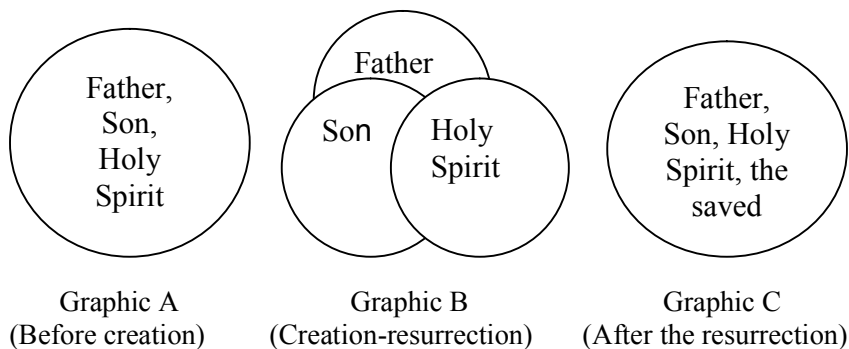 Father,
Son,
Holy
Spirit
Father
Son
Holy
Spirit
Father,
Son, Holy
Spirit, the
saved
Graphic A
(Before creation)
Graphic B
(Creation-resurrection)
Graphic C
(After the resurrection)